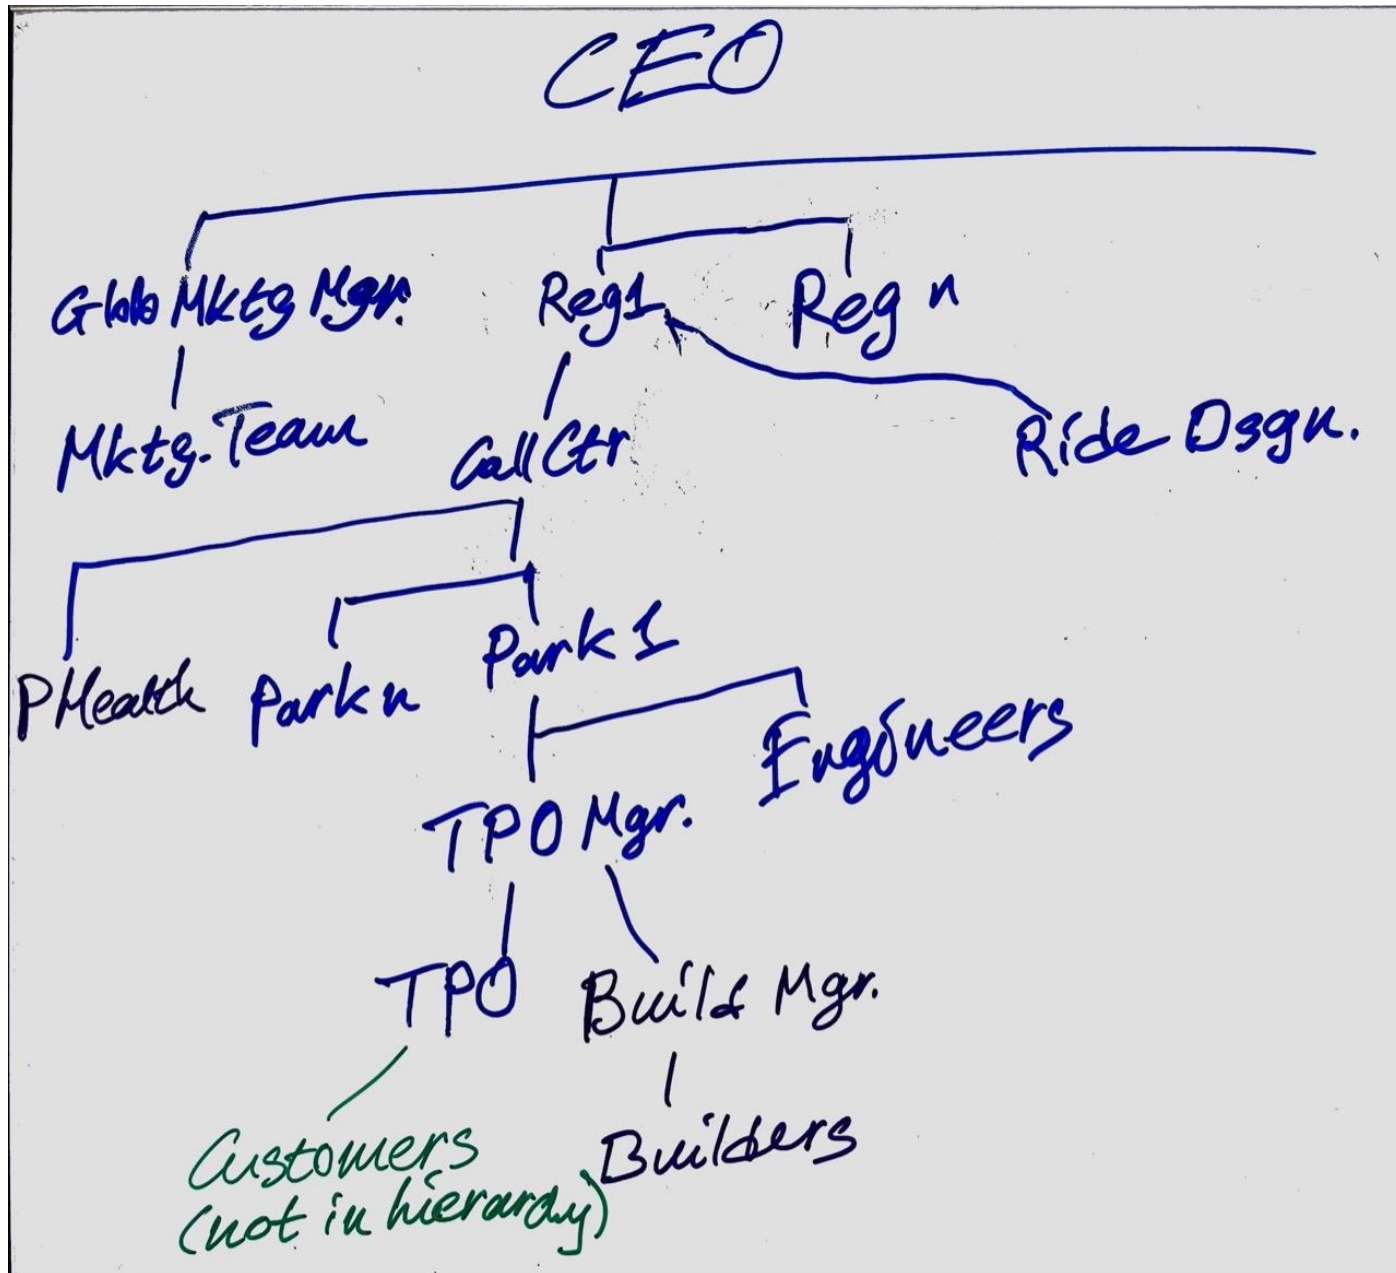 CEO
Glob Mktg Mgr.
Reg1
Reg n
Mktg. Team
Call Ctr
Ride Dsgn.
PHealth
Park n
Park 1
Engineers
TPO Mgr.
TPO
Build Mgr.
Customers
(not in hierarchy)
Builders